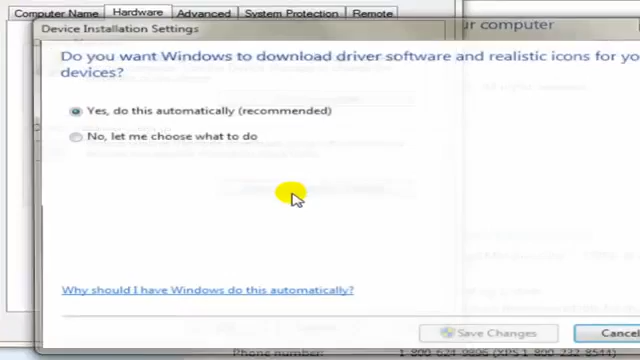 Computer Name Hardware Advanced System Protection Remote
ur computer
Device Installation Settings
Do you want Windows to download driver software and realistic icons for yo
devices?
Yes, do this automatically (recommended)
No, let me choose what to do
Why should I have Windows do this automatically?
Save Changes Cancel
Phone number: 1-800-624-9896 (XPS 1-800-232-8544)